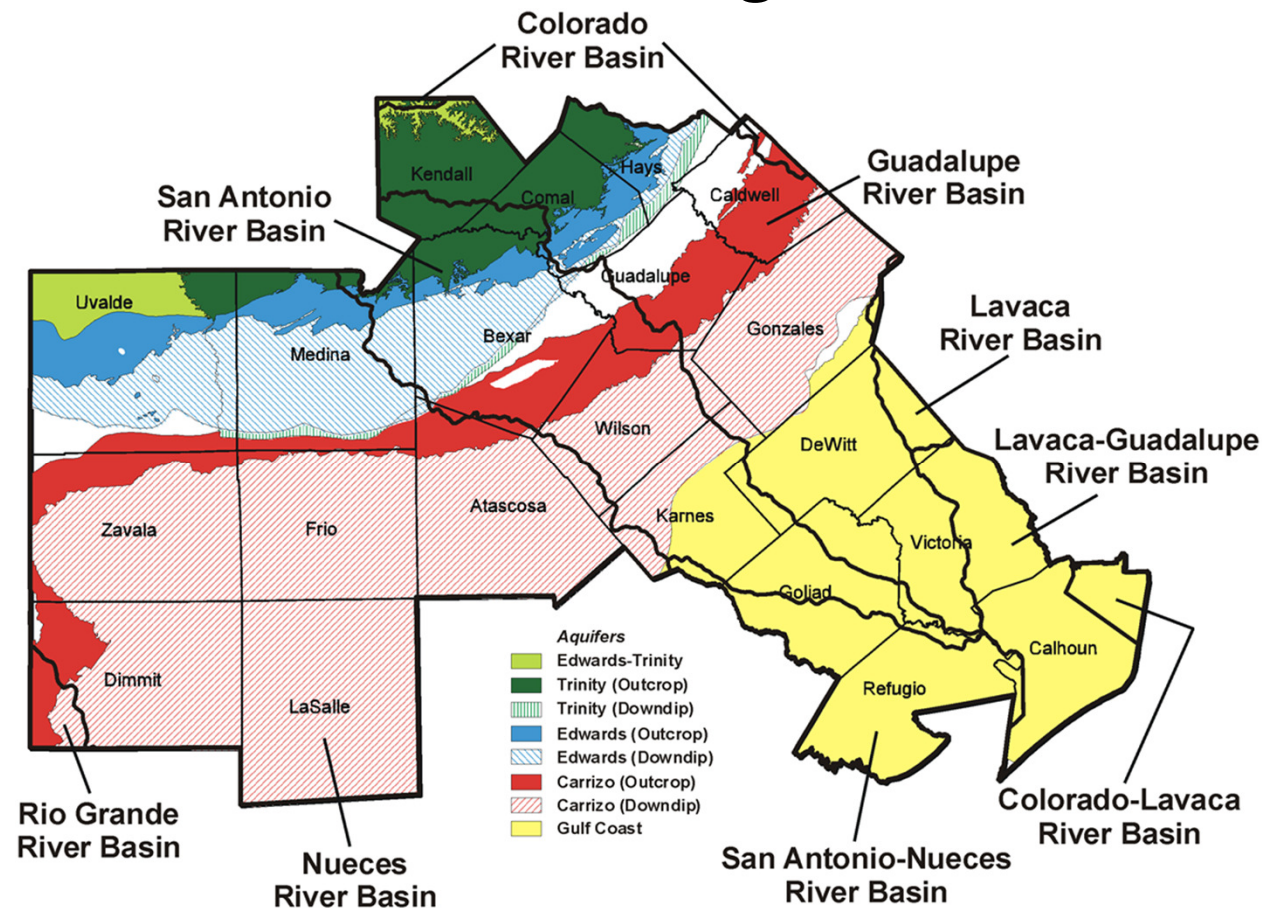 Colorado
River Basin
Guadalupe
River Basin
San Antonio
River Basin
Kendall
Comal
Hays
Caldwell
Uvalde
Medina
Bexar
Guadalupe
Gonzales
Lavaca
River Basin
Lavaca-Guadalupe
River Basin
Wilson
DeWitt
Zavala
Frio
Atascosa
Karnes
Victoria
Goliad
Dimmit
LaSalle
Refugio
Calhoun
Aquifers
Edwards-Trinity
Trinity (Outcrop)
Trinity (Downdip)
Edwards (Outcrop)
Edwards (Downdip)
Carrizo (Outcrop)
Carrizo (Downdip)
Gulf Coast
Rio Grande
River Basin
Nueces
River Basin
San Antonio-Nueces
River Basin
Colorado-Lavaca
River Basin